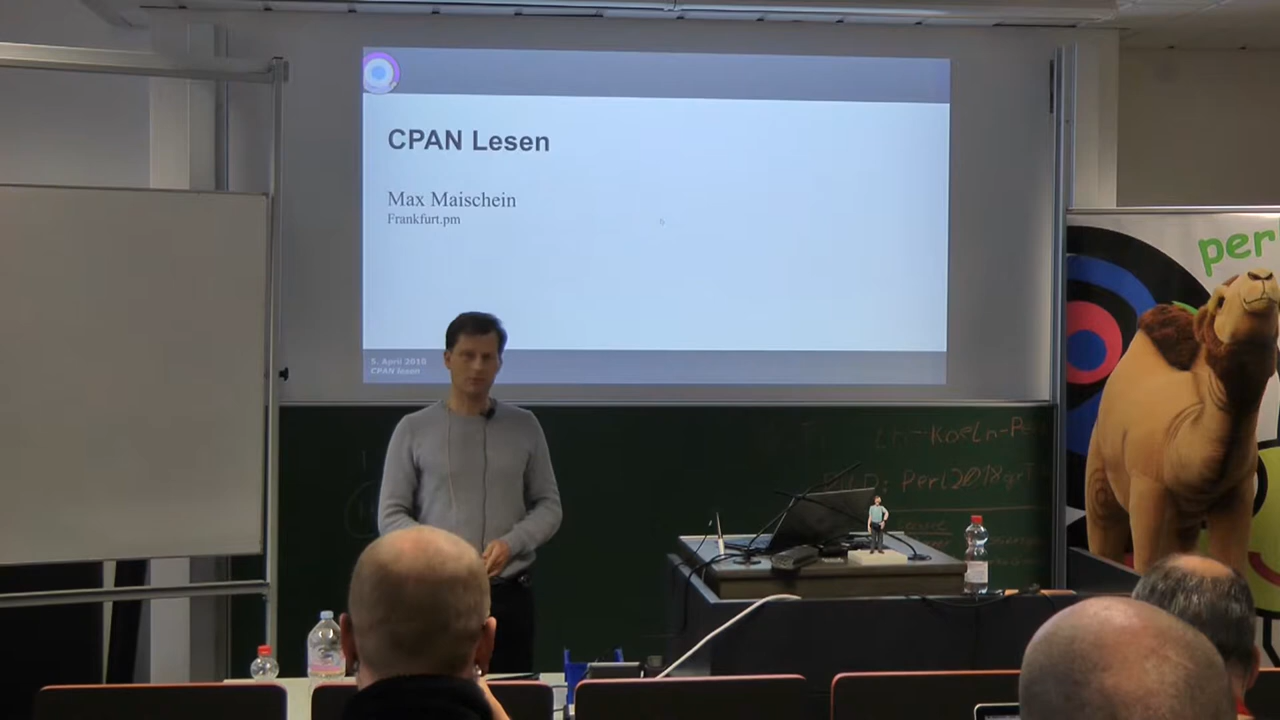 CPAN Lesen
Max Maischein
Frankfurt.pm
5. April 2018
CPAN lesen
perl
Perl2018